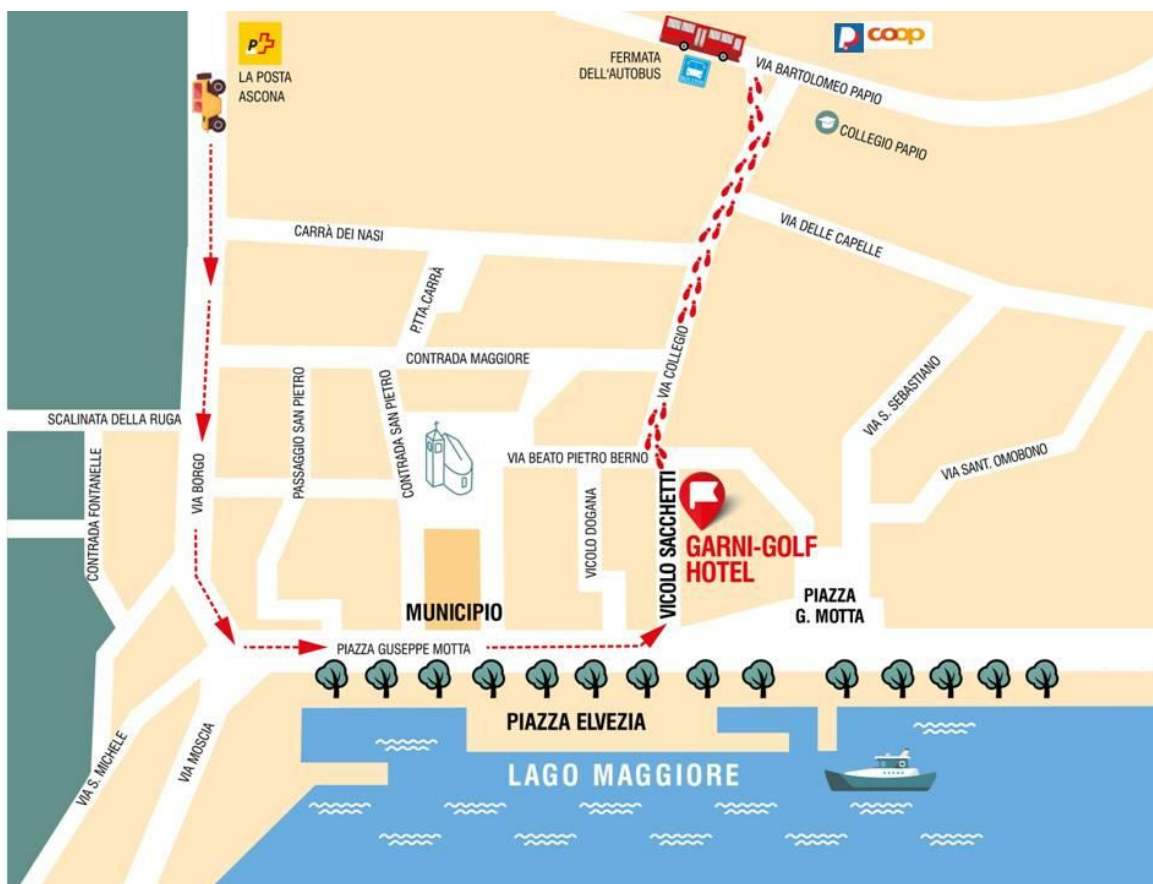 P
LA POSTA
ASCONA
FERMATA
DELL'AUTOBUS
P
coop
VIA BARTOLOMEO PAPIO
COLLEGIO PAPIO
CARRÀ DEI NASI
VIA DELLE CAPELLE
P.TTA.CARRÀ
CONTRADA MAGGIORE
VIA COLLEGIO
SCALINATA DELLA RUGA
PASSAGGIO SAN PIETRO
CONTRADA SAN PIETRO
VIA S. SEBASTIANO
VIA BEATO PIETRO BERNO
VIA SANT. OMOBONO
CONTRADA FONTANELLE
VIA BORGO
VICOLO DOGANA
VICOLO SACCHETTI
GARNI-GOLF
HOTEL
MUNICIPIO
PIAZZA
G. MOTTA
PIAZZA GUSEPPE MOTTA
PIAZZA ELVEZIA
VIA S. MICHELE
VIA MOSCIA
LAGO MAGGIORE